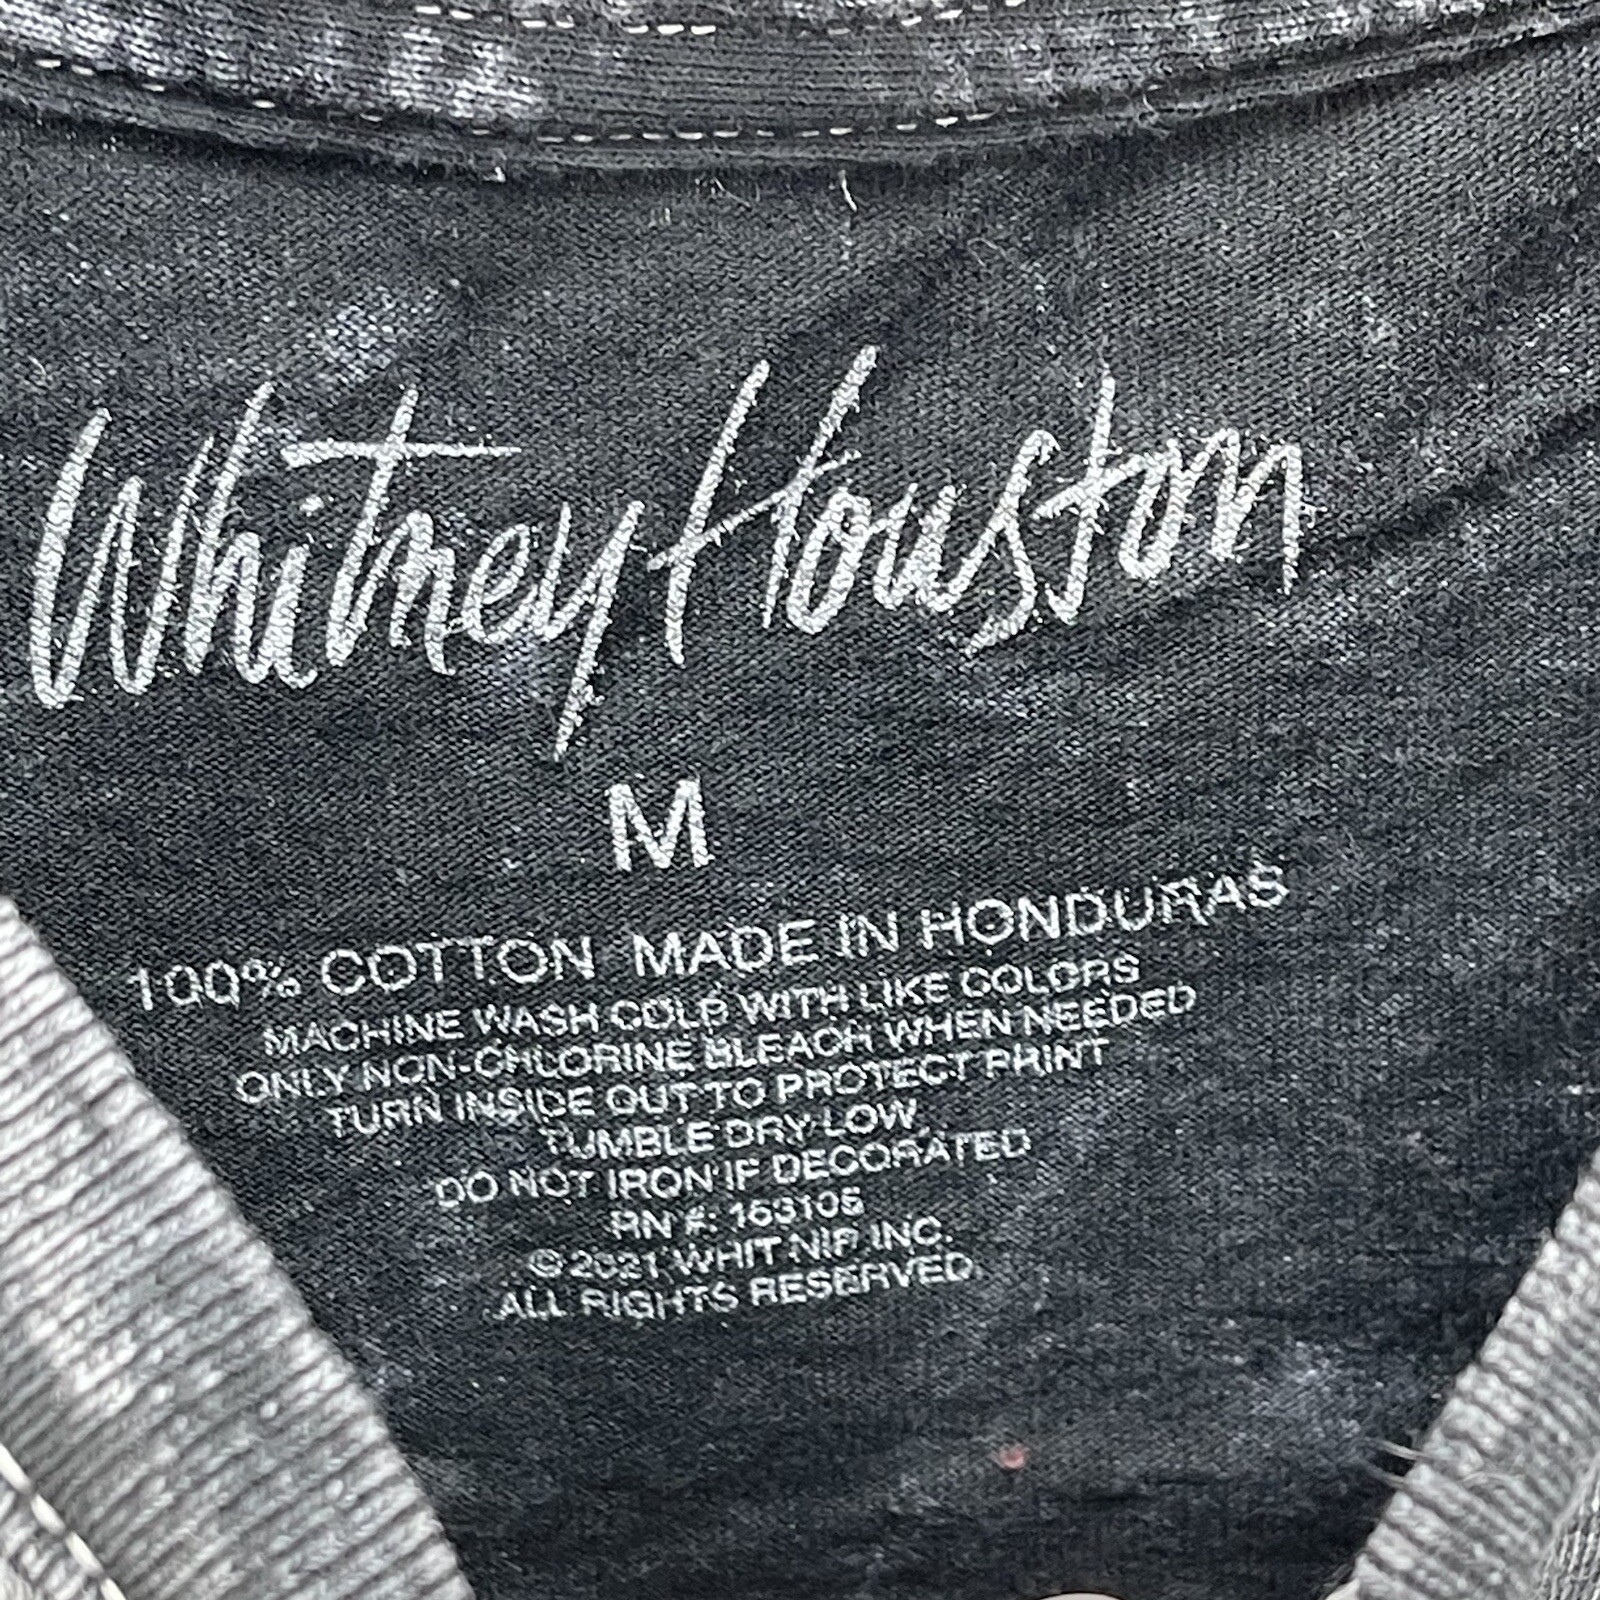 Whitney Houston
M
100% COTTON MADE IN HONDURAS
MACHINE WASH COLD WITH LIKE COLORS
ONLY NON-CHLORINE BLEACH WHEN NEEDED
TURN INSIDE OUT TO PROTECT PRINT
TUMBLE DRY LOW
DO NOT IRON IF DECORATED
RN #: 163105
© 2021 WHIT NIP INC.
ALL RIGHTS RESERVED